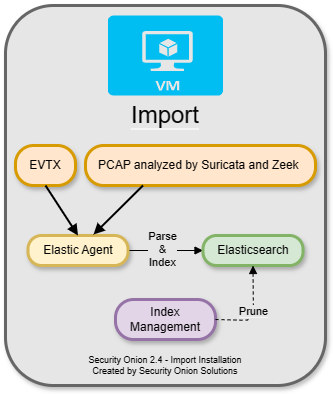 VM
Import
EVTX
PCAP analyzed by Suricata and Zeek
Elastic Agent
Parse
&
Index
Elasticsearch
Index
Management
Prune
Security Onion 2.4 - Import Installation
Created by Security Onion Solutions